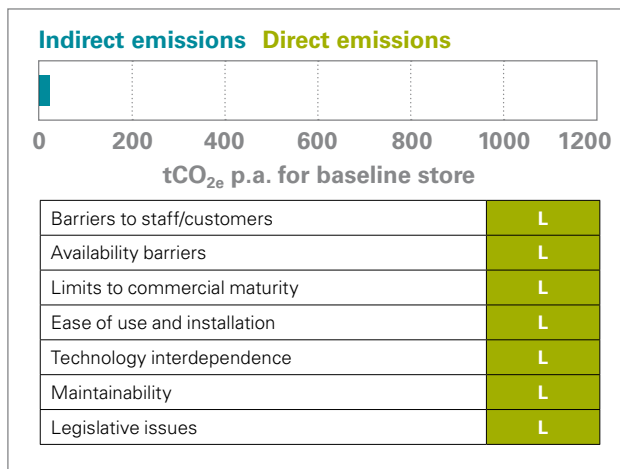 Indirect emissions Direct emissions
0 200 400 600 800 1000 1200
tCO2e p.a. for baseline store
Barriers to staff/customers L
Availability barriers L
Limits to commercial maturity L
Ease of use and installation L
Technology interdependence L
Maintainability L
Legislative issues L